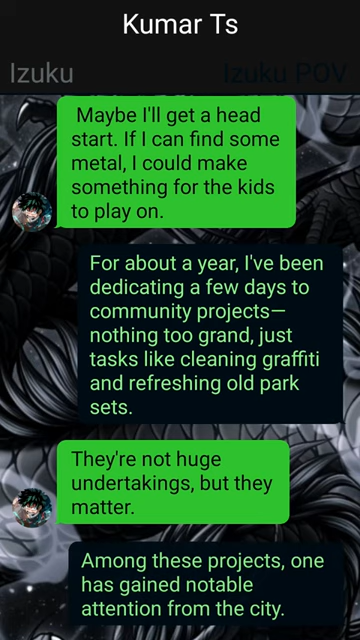 Kumar Ts
Izuku
Izuku POV
Maybe I'll get a head
start. If I can find some
metal, I could make
something for the kids
to play on.
For about a year, I've been
dedicating a few days to
community projects—
nothing too grand, just
tasks like cleaning graffiti
and refreshing old park
sets.
They're not huge
undertakings, but they
matter.
Among these projects, one
has gained notable
attention from the city.